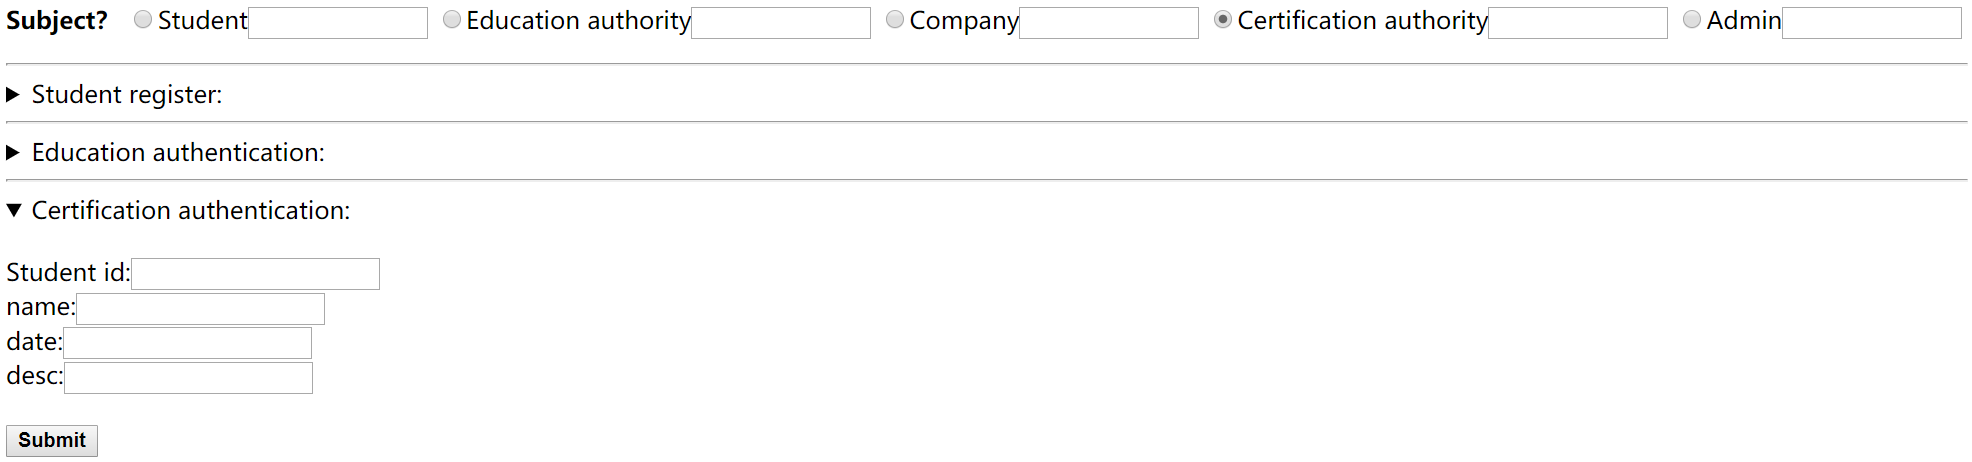 Subject? Student Education authority Company Certification authority Admin
Student register:
Education authentication:
Certification authentication:
Student id:
name:
date:
desc:
Submit